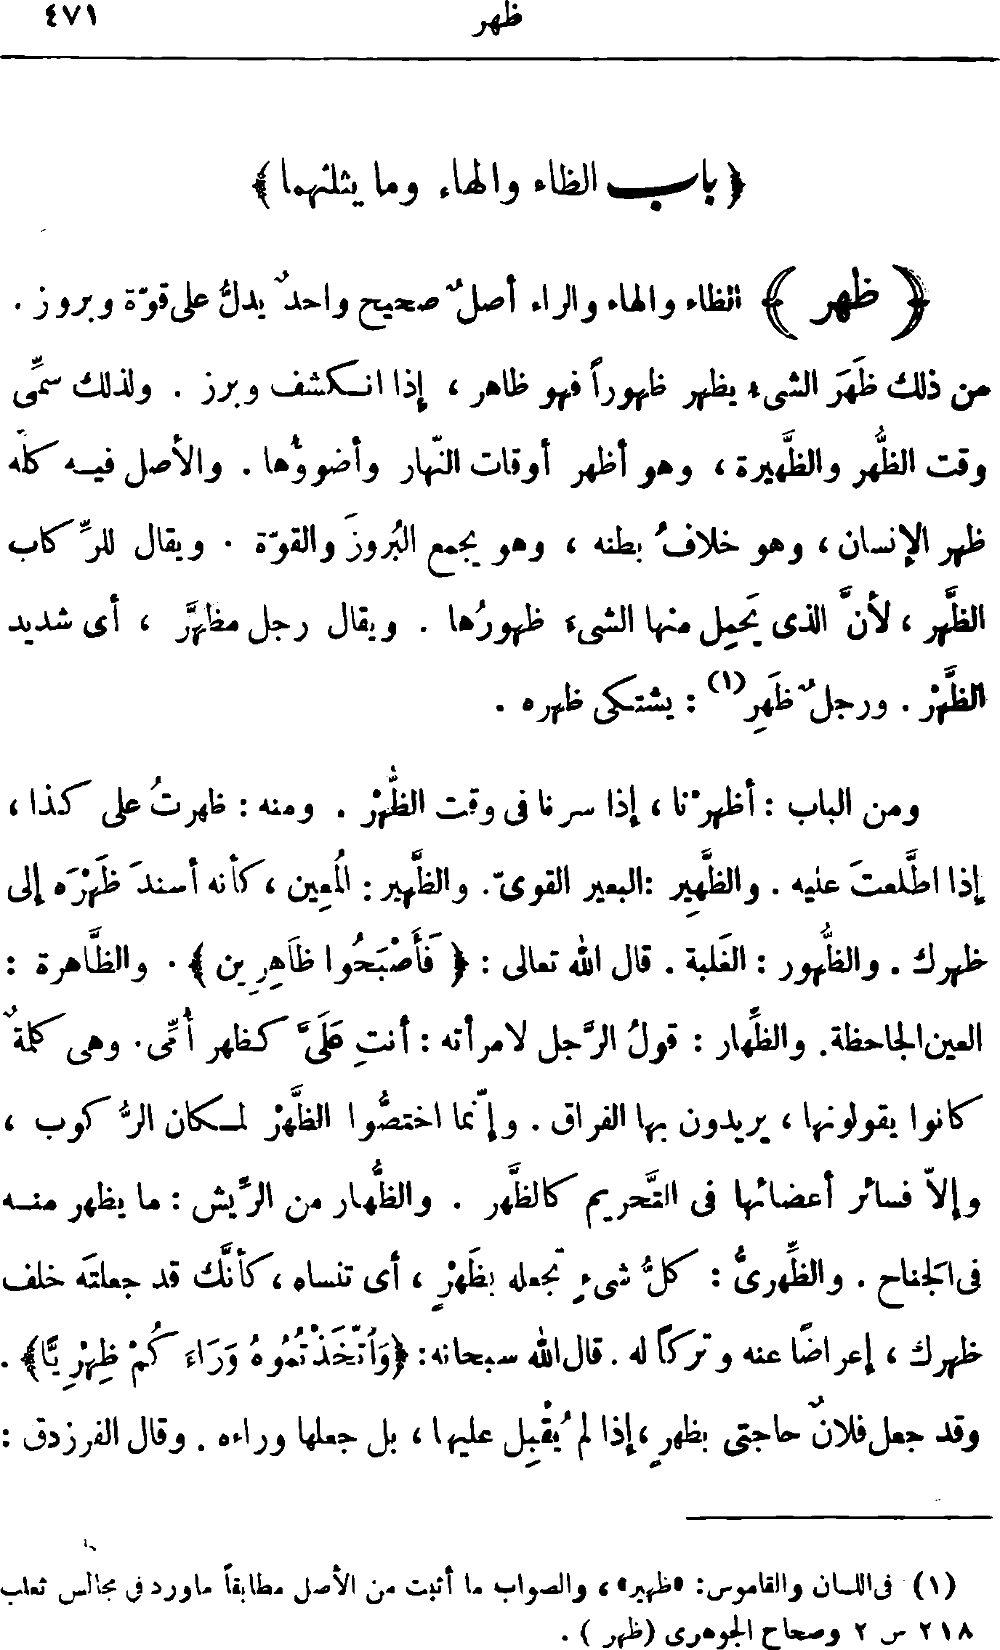 ظهر ٤٧١
﴿ باب الظاء والهاء وما يثلثهما ﴾
﴿ ظهر ﴾ الظاء والهاء والراء أصلٌ صحيح واحدٌ يدلُّ على قوّة وبروز .
من ذلك ظَهَرَ الشىء يظهر ظهوراً فهو ظاهر ، إذا انكشف وبرز . ولذلك سمِّى
وقت الظُّهر والظَّهيرة ، وهو أظهر أوقات النّهار وأضوؤُها . والأصل فيه كلّه
ظهر الإنسان ، وهو خلافُ بطنه ، وهو يجمع البُروزَ والقوّة . ويقال للرِّكاب
الظَّهر ، لأنَّ الذى يَحمِل منها الشىءَ ظهورُها . ويقال رجل مظهَّر ، أى شديد
الظَّهْر . ورجلٌ ظَهِر(١) : يشتكى ظهره .
ومن الباب : أظهرْنا ، إذا سرنا فى وقت الظُّهْر . ومنه : ظهرتُ على كذا ،
إذا اطَّلعتَ عليه . والظَّهِير : البعير القوىّ . والظَّهير : المُعِين ، كأنه أسندَ ظَهْرَه إلى
ظهرك . والظُّهور : الغَلبة . قال الله تعالى : ﴿ فَأَصْبَحُوا ظَاهِرِين ﴾ . والظَّاهرة :
العين الجاحظة . والظِّهار : قولُ الرَّجل لامرأته : أنتِ عَلَىَّ كظهر أُمِّى . وهى كلمةٌ
كانوا يقولونها ، يريدون بها الفراق . وإنّما اختصُّوا الظَّهْر لمكان الرُّكوب ،
وإلاّ فسائر أعضائها فى التَّحريم كالظَّهر . والظُّهار من الرِّيش : ما يظهر منه
فى الجَناح . والظِّهرىُّ : كلُّ شىءٍ تجعله بظَهْرٍ ، أى تنساه ، كأنَّك قد جعلتَه خلف
ظهرك ، إعراضًا عنه وتركاً له . قال الله سبحانه : ﴿ وَٱتَّخَذْتُمُوهُ وَرَاءَكُمْ ظِهْرِيًّا ﴾ .
وقد جعل فلانٌ حاجتى بظهرٍ ، إذا لم يُقْبِل عليها ، بل جعلها وراءه . وقال الفرزدق :
(١) فى اللسان والقاموس : «ظهير» ، والصواب ما أثبت من الأصل مطابقاً ما ورد فى مجالس ثعلب
٢١٨ س ٢ وصحاح الجوهرى ( ظهر ) .